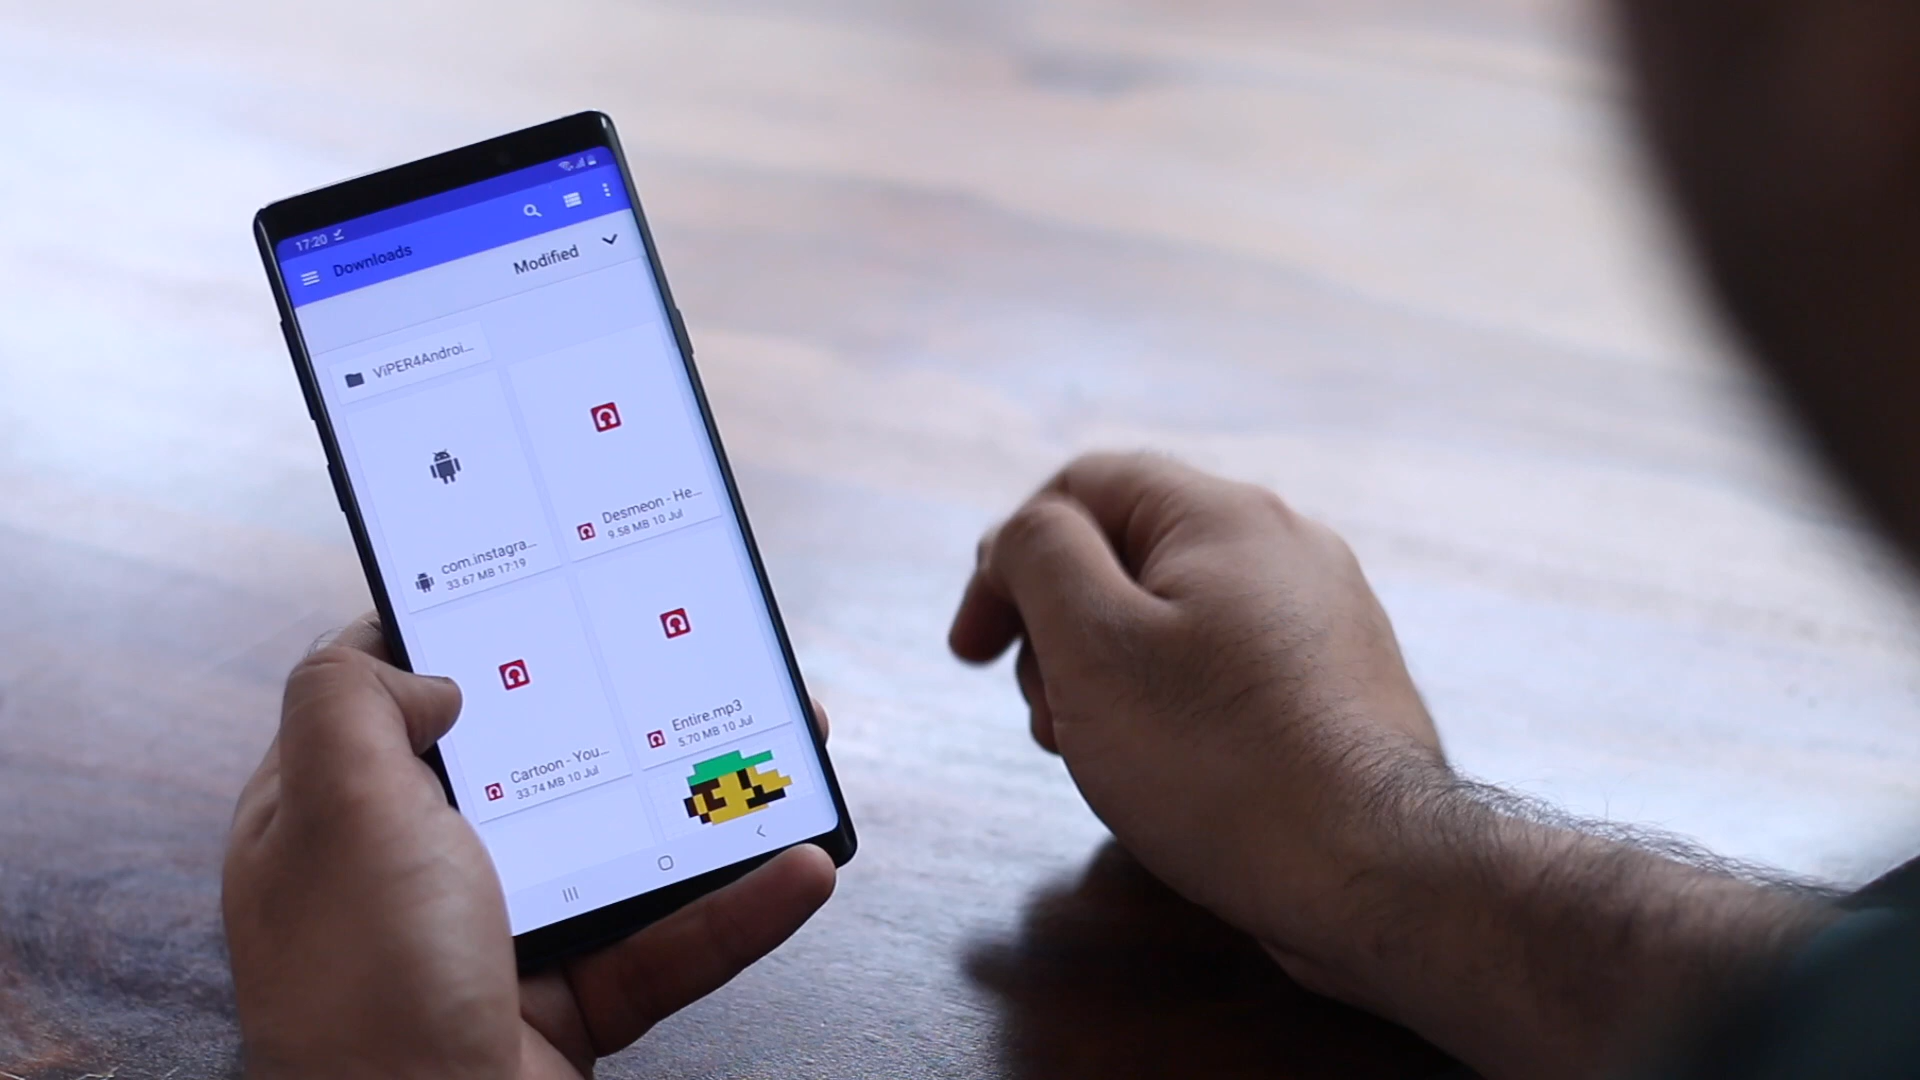 17:20
Downloads
Modified
ViPER4Androi...
com.instagra...
33.67 MB 17:19
Desmeon - He...
9.58 MB 10 Jul
Cartoon - You...
33.74 MB 10 Jul
Entire.mp3
5.70 MB 10 Jul